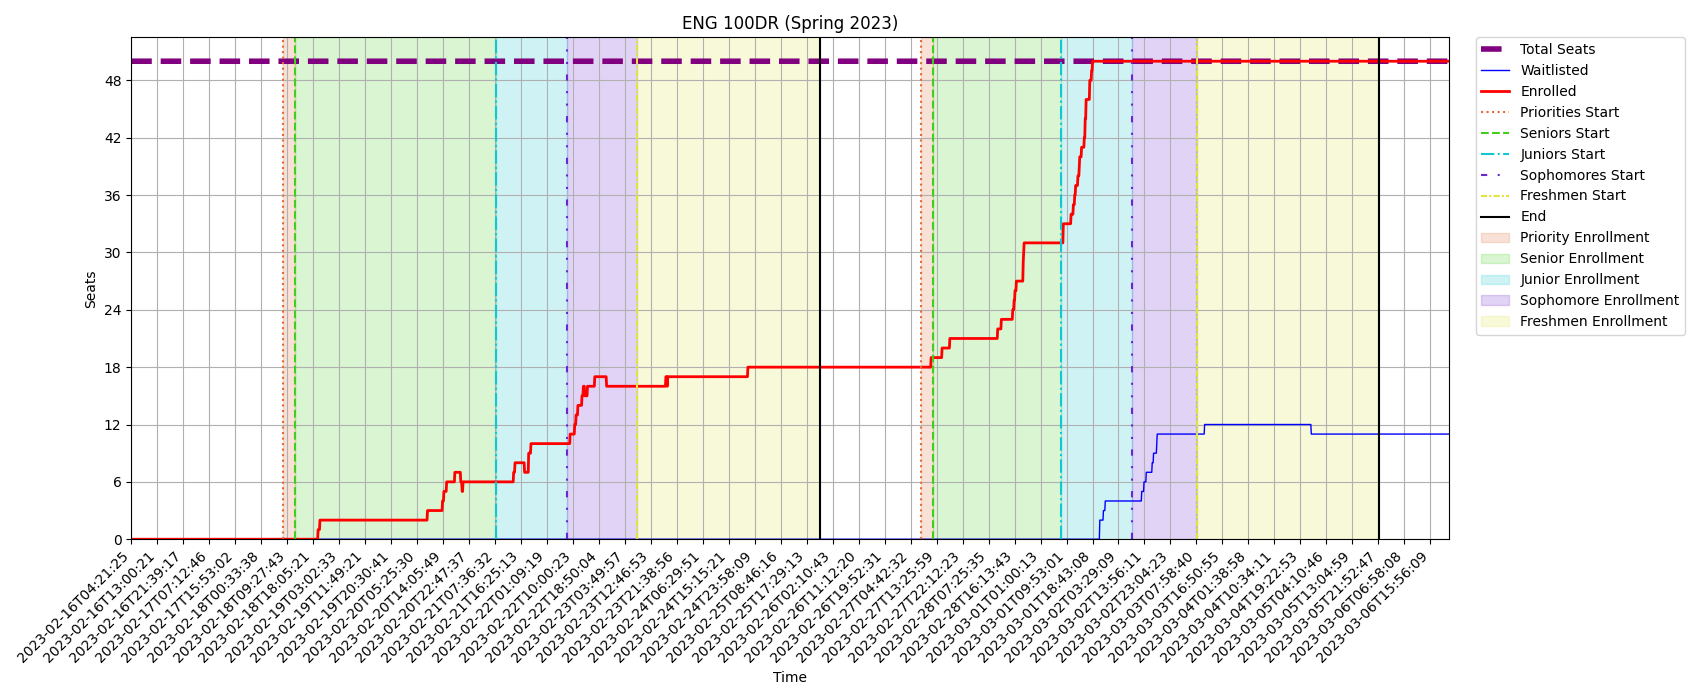 ENG 100DR (Spring 2023)
Seats
48
42
36
30
24
18
12
6
0
2023-02-16T04:21:25
2023-02-16T13:00:21
2023-02-16T21:39:17
2023-02-17T07:12:46
2023-02-17T15:53:02
2023-02-18T00:33:38
2023-02-18T09:27:43
2023-02-18T18:05:21
2023-02-19T03:02:33
2023-02-19T11:49:21
2023-02-19T20:30:41
2023-02-20T05:25:30
2023-02-20T14:05:49
2023-02-20T22:47:37
2023-02-21T07:36:32
2023-02-21T16:25:13
2023-02-22T01:09:19
2023-02-22T10:00:23
2023-02-22T18:50:04
2023-02-23T03:49:57
2023-02-23T12:46:53
2023-02-23T21:38:56
2023-02-24T06:29:51
2023-02-24T15:15:21
2023-02-24T23:58:09
2023-02-25T08:46:16
2023-02-25T17:29:13
2023-02-26T02:10:43
2023-02-26T11:12:20
2023-02-26T19:52:31
2023-02-27T04:42:32
2023-02-27T13:25:59
2023-02-27T22:12:23
2023-02-28T07:25:35
2023-02-28T16:13:43
2023-03-01T01:00:13
2023-03-01T09:53:01
2023-03-01T18:43:08
2023-03-02T03:29:09
2023-03-02T13:56:11
2023-03-02T23:04:23
2023-03-03T07:58:40
2023-03-03T16:50:55
2023-03-04T01:38:58
2023-03-04T10:34:11
2023-03-04T19:22:53
2023-03-05T04:10:46
2023-03-05T13:04:59
2023-03-05T21:52:47
2023-03-06T06:58:08
2023-03-06T15:56:09
Time
Total Seats
Waitlisted
Enrolled
Priorities Start
Seniors Start
Juniors Start
Sophomores Start
Freshmen Start
End
Priority Enrollment
Senior Enrollment
Junior Enrollment
Sophomore Enrollment
Freshmen Enrollment